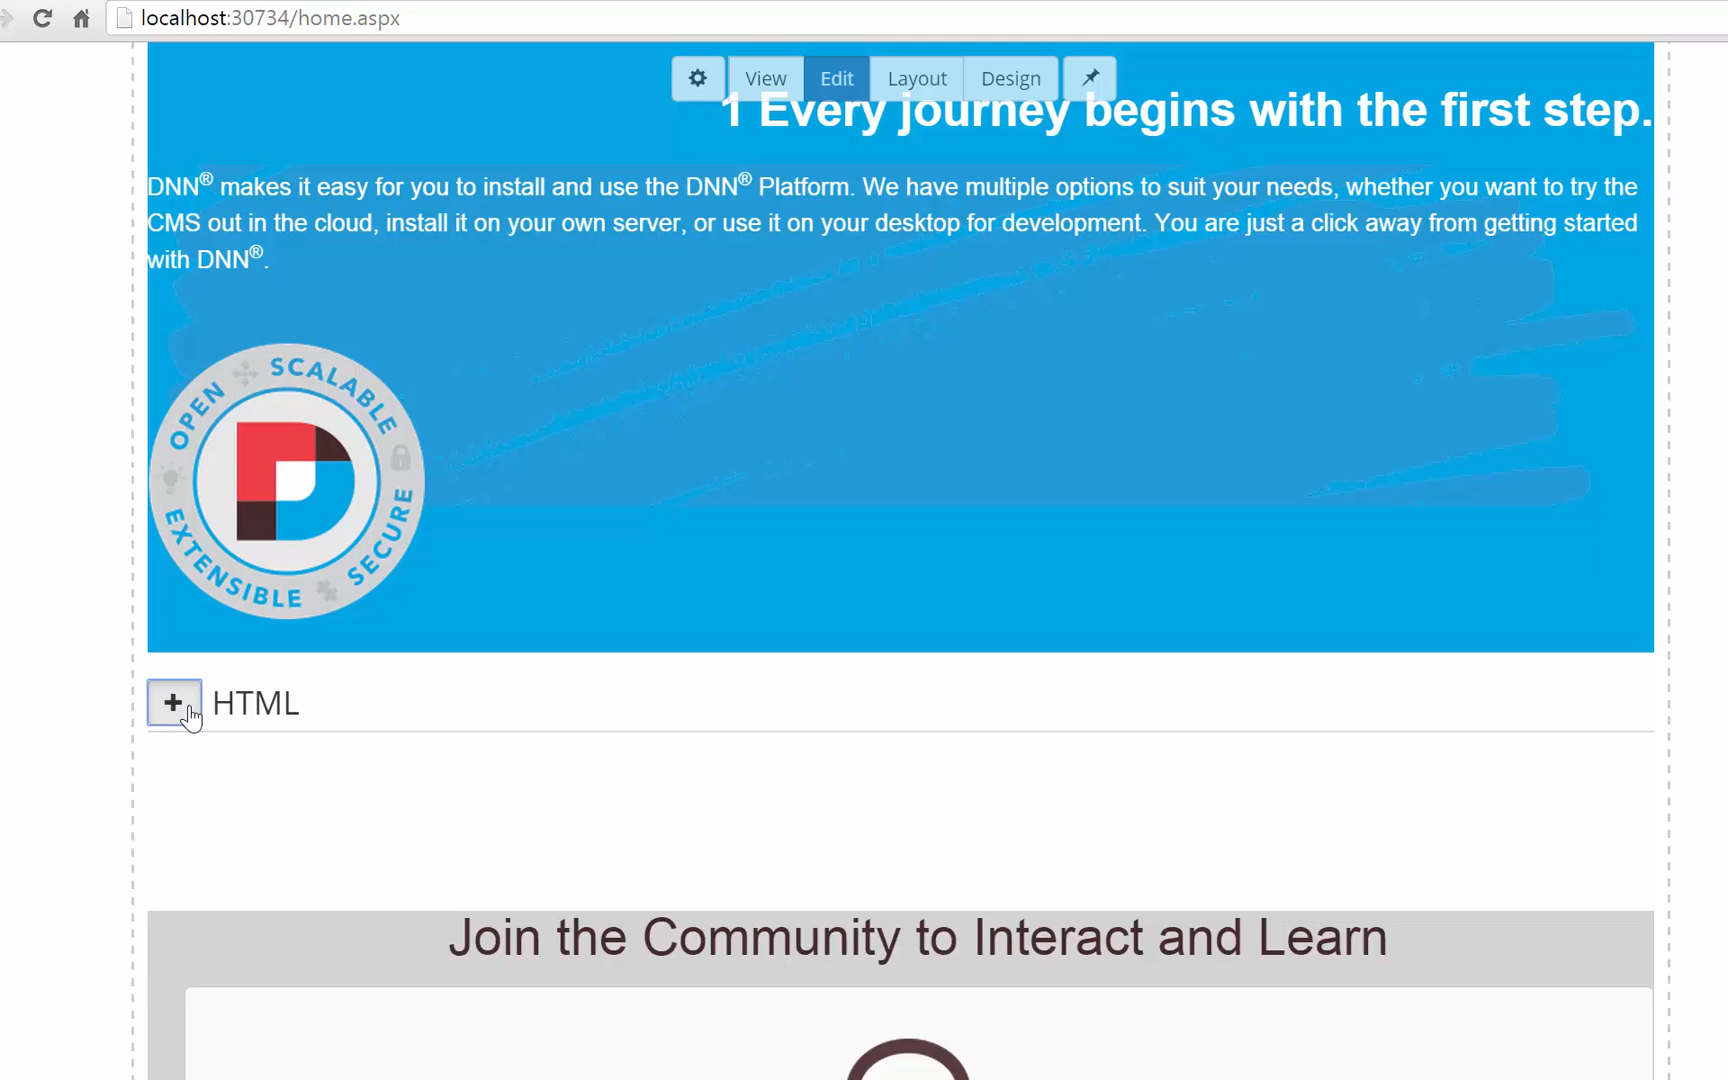 localhost:30734/home.aspx
View Edit Layout Design
1 Every journey begins with the first step.
DNN® makes it easy for you to install and use the DNN® Platform. We have multiple options to suit your needs, whether you want to try the
CMS out in the cloud, install it on your own server, or use it on your desktop for development. You are just a click away from getting started
with DNN®.
OPEN SCALABLE
EXTENSIBLE SECURE
HTML
Join the Community to Interact and Learn